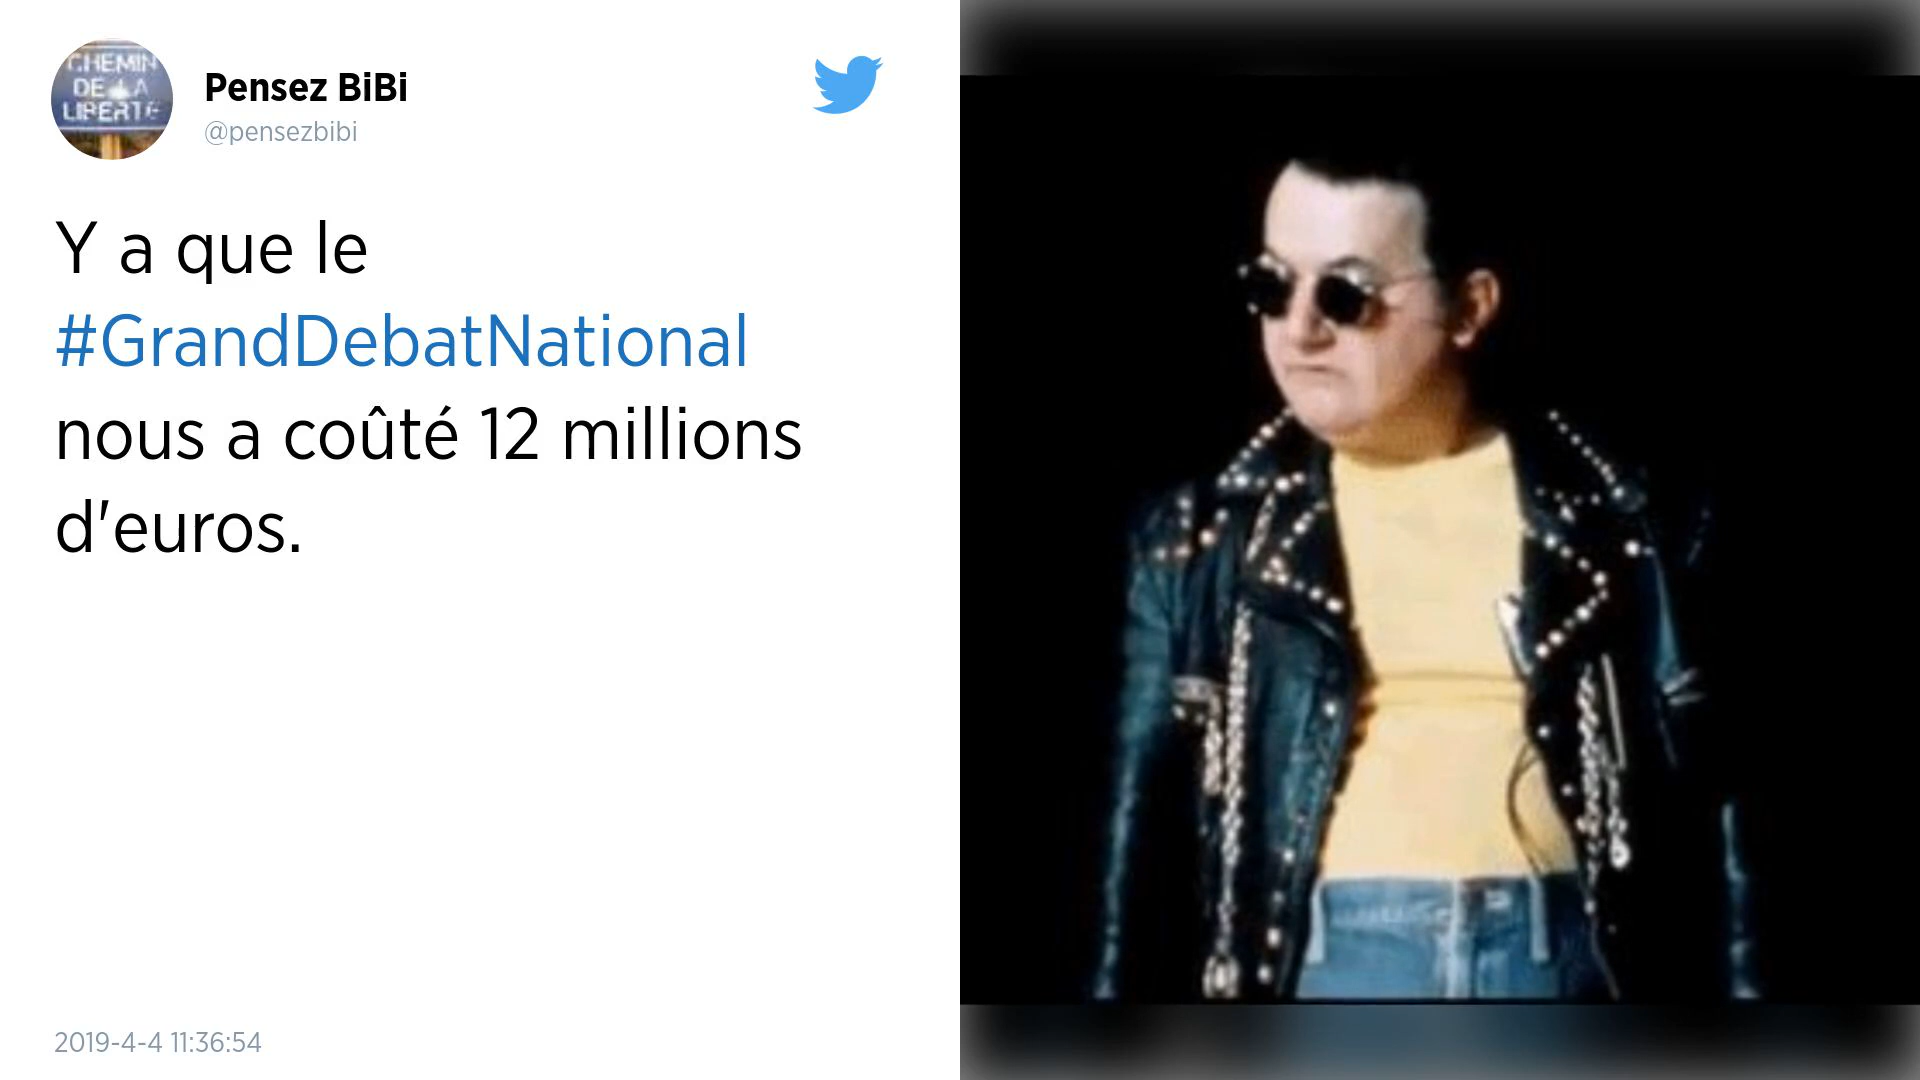 CHEMIN
DE LA
LIBERTE
Pensez BiBi
@pensezbibi
Y a que le
#GrandDebatNational
nous a coûté 12 millions
d'euros.
2019-4-4 11:36:54